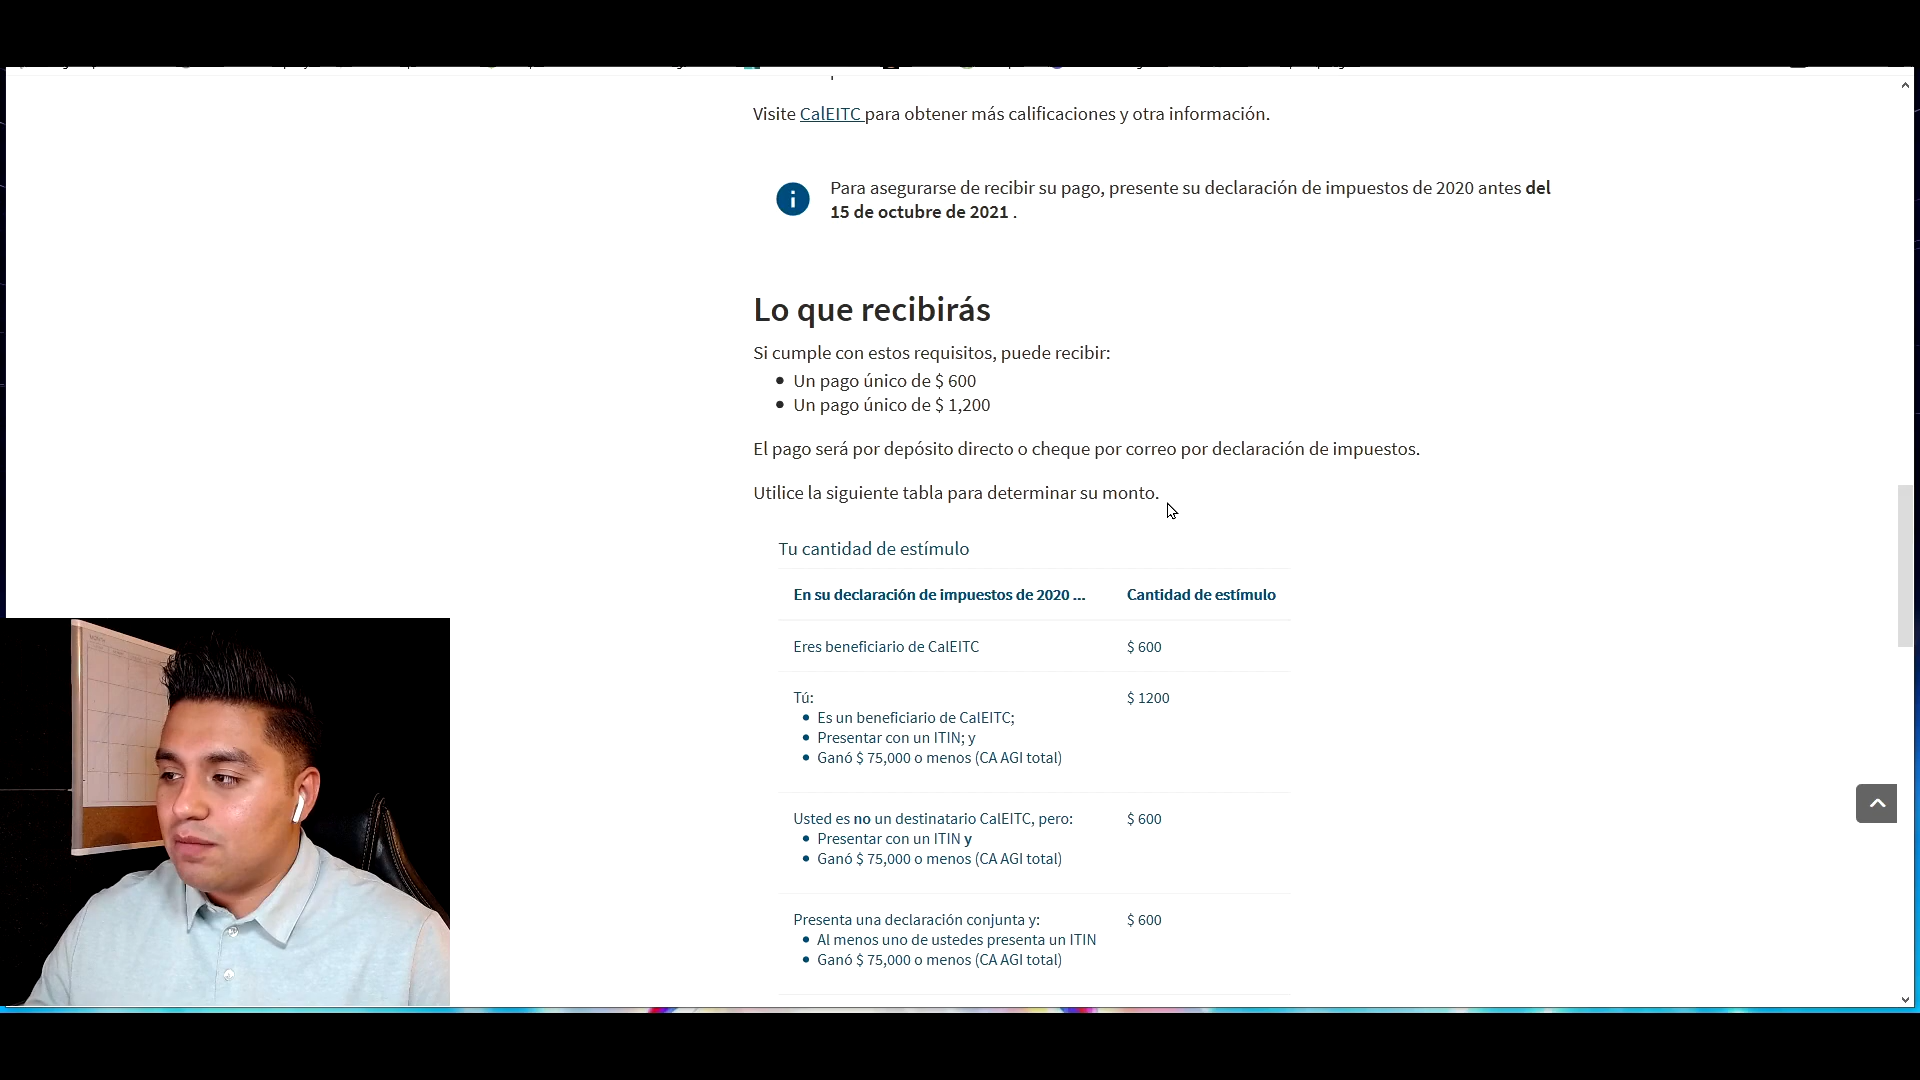 Visite CalEITC para obtener más calificaciones y otra información.
Para asegurarse de recibir su pago, presente su declaración de impuestos de 2020 antes del
15 de octubre de 2021 .
Lo que recibirás
Si cumple con estos requisitos, puede recibir:
Un pago único de $ 600
Un pago único de $ 1,200
El pago será por depósito directo o cheque por correo por declaración de impuestos.
Utilice la siguiente tabla para determinar su monto.
Tu cantidad de estímulo
En su declaración de impuestos de 2020 ... Cantidad de estímulo
Eres beneficiario de CalEITC $ 600
Tú: $ 1200
Es un beneficiario de CalEITC;
Presentar con un ITIN; y
Ganó $ 75,000 o menos (CA AGI total)
Usted es no un destinatario CalEITC, pero: $ 600
Presentar con un ITIN y
Ganó $ 75,000 o menos (CA AGI total)
Presenta una declaración conjunta y: $ 600
Al menos uno de ustedes presenta un ITIN
Ganó $ 75,000 o menos (CA AGI total)